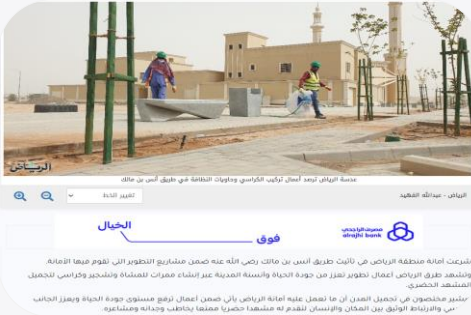 الرياض
عدسة الرياض ترصد أعمال تركيب الكراسي وحاويات النظافة في طريق أنس بن مالك
الرياض - عبدالله الفهيد
تغيير الخط
الخيال
فوق
مصرف الراجحي
alrajhi bank
شرعت أمانة منطقة الرياض في تأثيث طريق أنس بن مالك رضي الله عنه ضمن مشاريع التطوير التي تقوم فيها الأمانة.
وتشهد طرق الرياض أعمال تطوير تعزز من جودة الحياة وأنسنة المدينة عبر إنشاء ممرات للمشاة وتشجير وكراسي لتجميل
المشهد الحضري.
يشير مختصون في تجميل المدن أن ما تعمل عليه أمانة الرياض يأتي ضمن أعمال ترفع مستوى جودة الحياة ويعزز الجانب
والارتباط الوثيق بين المكان والإنسان لتقدم له مشهدا حضريا ممتعا يخاطب وجدانه ومشاعره.